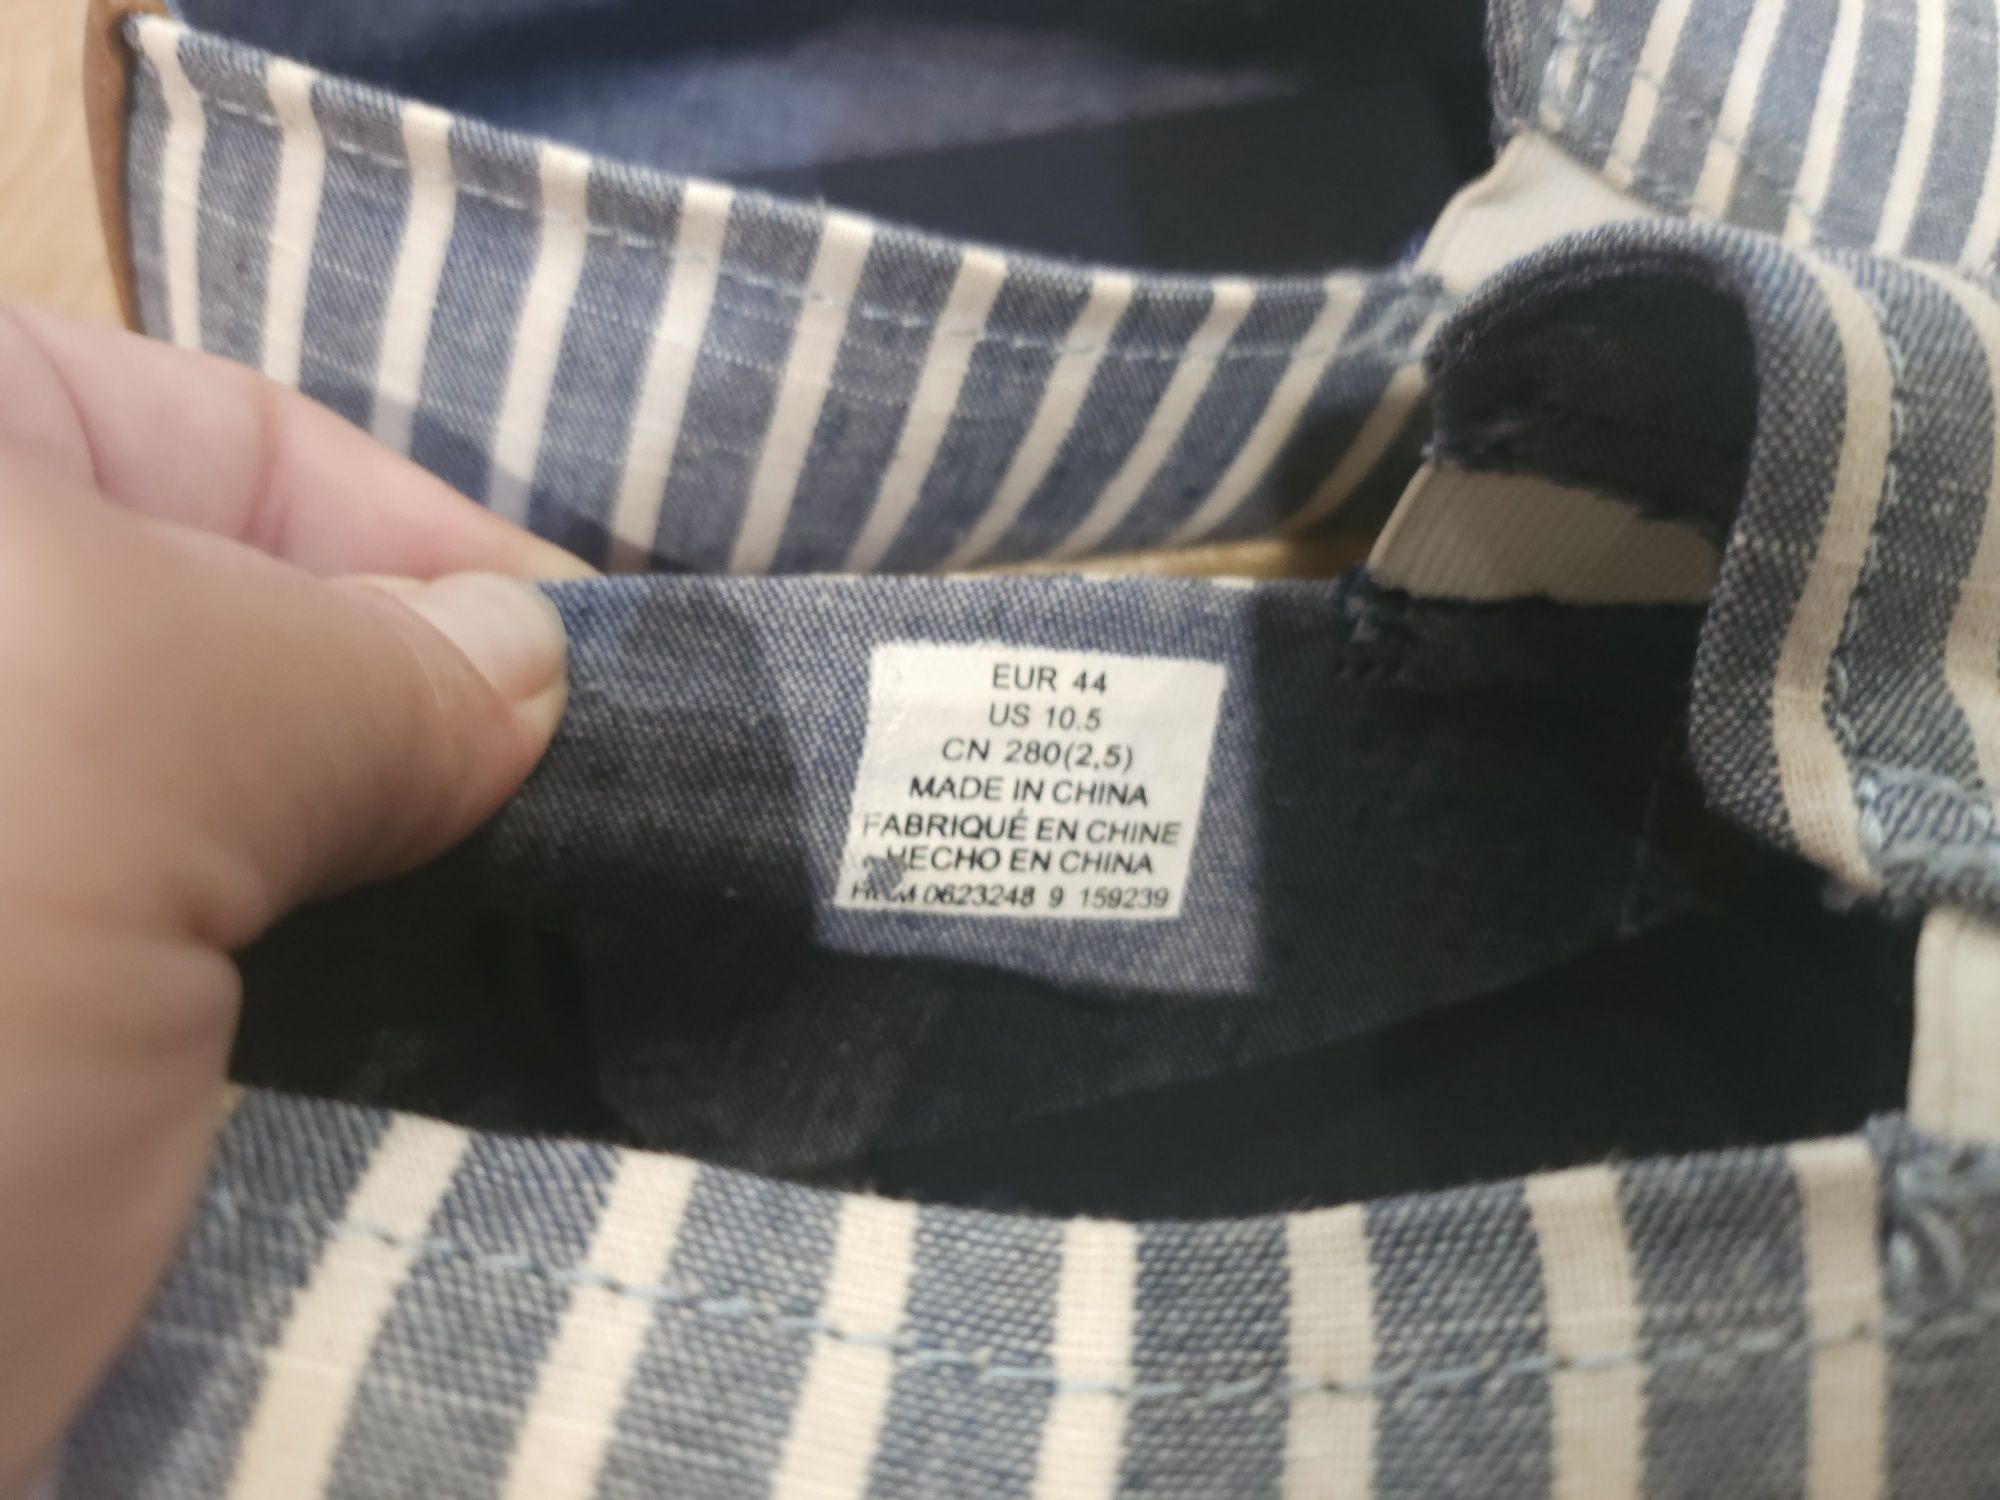 EUR 44
US 10.5
CN 280(2,5)
MADE IN CHINA
FABRIQUÉ EN CHINE
HECHO EN CHINA
0623248 9 159239